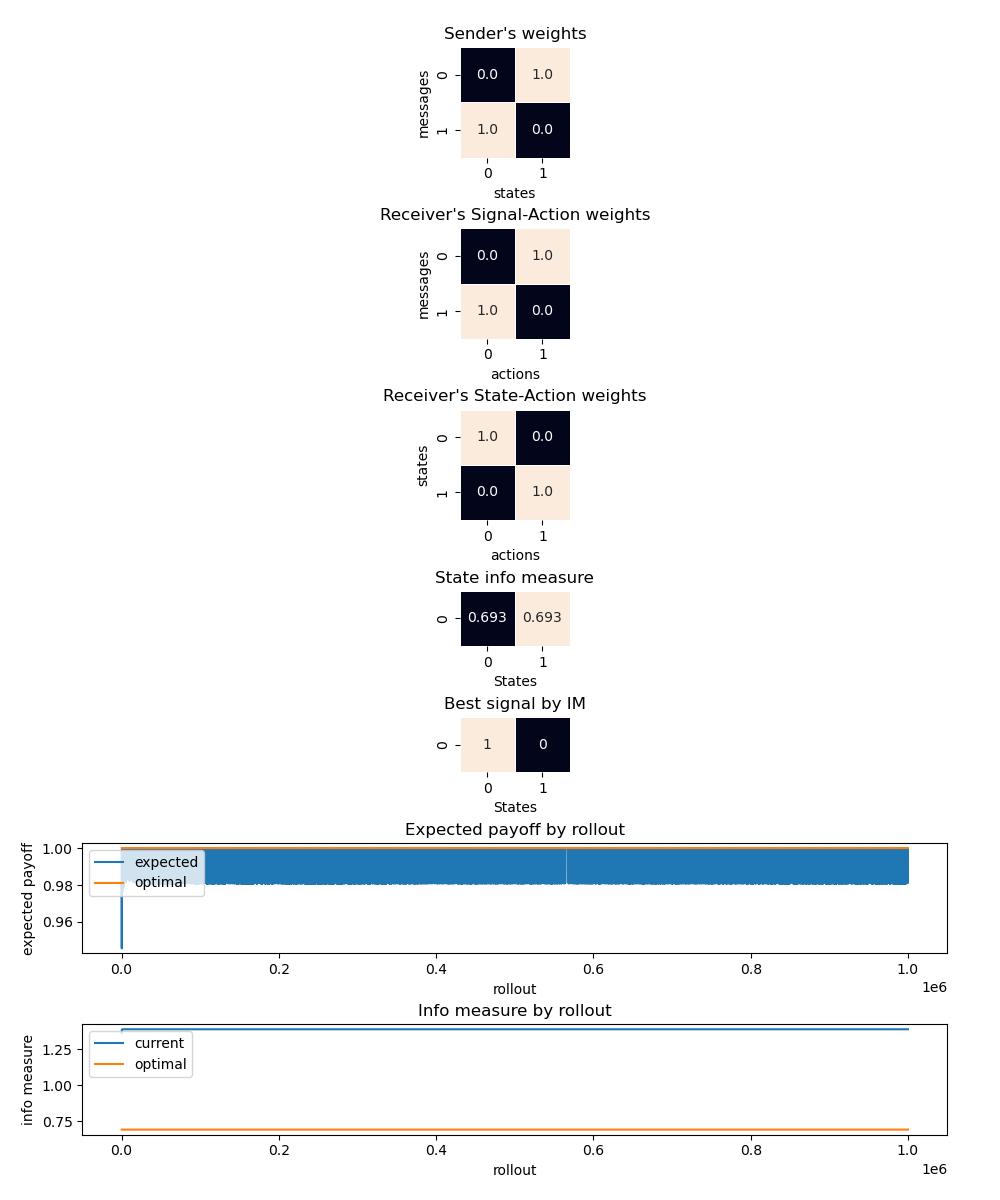 Sender's weights
messages
0
0.0 1.0
1
1.0 0.0
0 1
states
Receiver's Signal-Action weights
messages
0
0.0 1.0
1
1.0 0.0
0 1
actions
Receiver's State-Action weights
states
0
1.0 0.0
1
0.0 1.0
0 1
actions
State info measure
0
0.693 0.693
0 1
States
Best signal by IM
0
1 0
0 1
States
Expected payoff by rollout
expected payoff
1.00
0.98
0.96
expected
optimal
0.0 0.2 0.4 0.6 0.8 1.0
1e6
rollout
Info measure by rollout
info measure
1.25
1.00
0.75
current
optimal
0.0 0.2 0.4 0.6 0.8 1.0
1e6
rollout